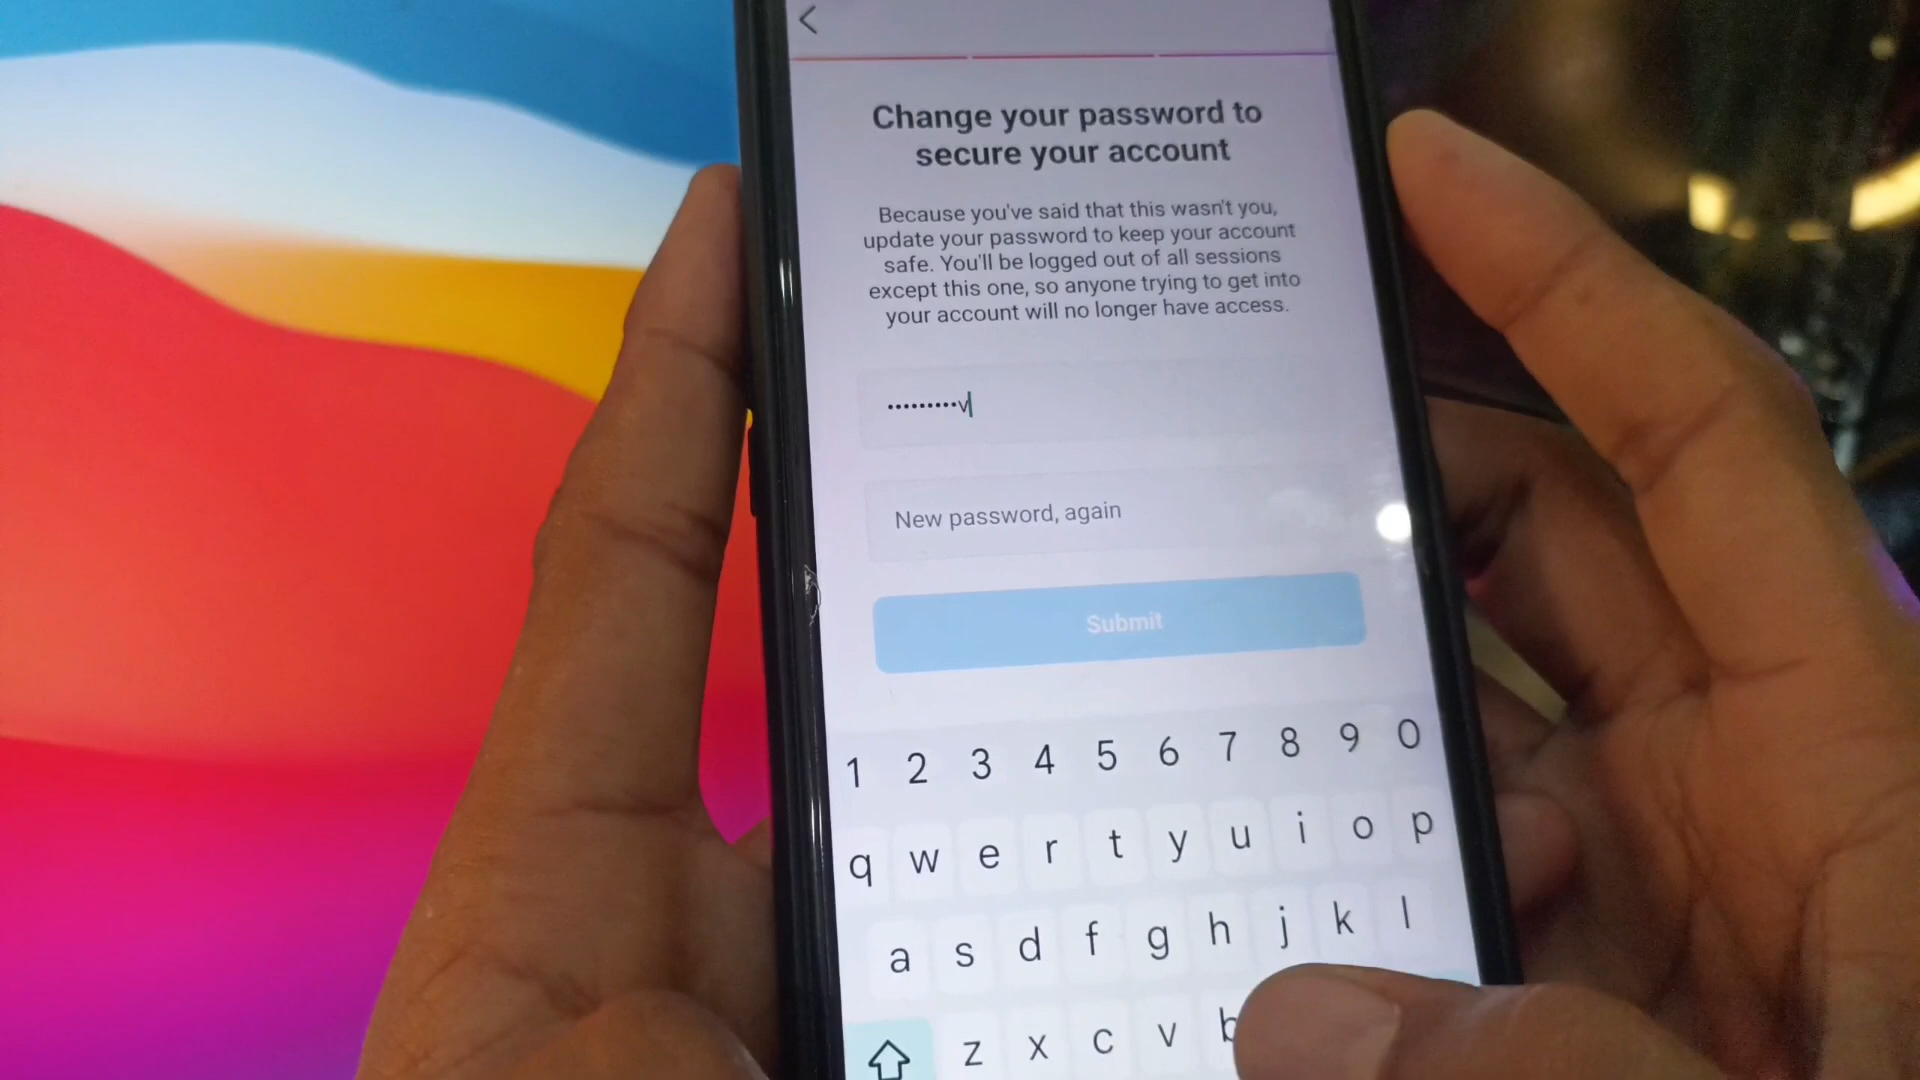 Change your password to
secure your account
Because you've said that this wasn't you,
update your password to keep your account
safe. You'll be logged out of all sessions
except this one, so anyone trying to get into
your account will no longer have access.
•••••••••v
New password, again
Submit
1 2 3 4 5 6 7 8 9 0
q w e r t y u i o p
a s d f g h j k l
z x c v b